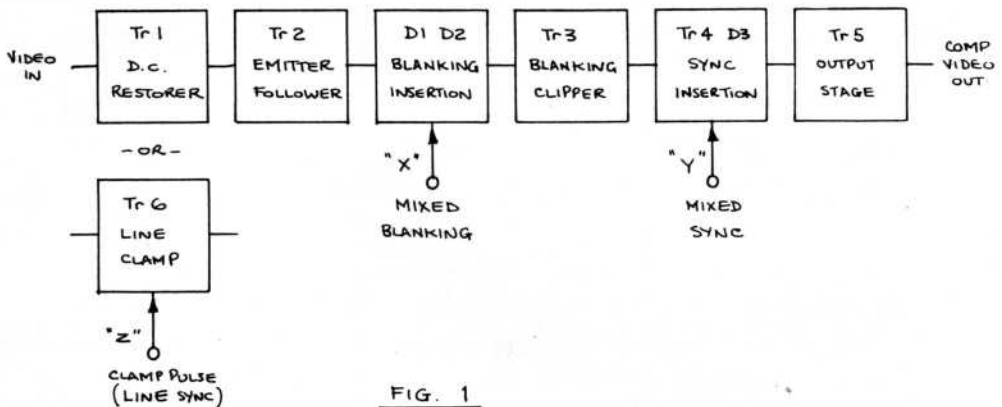 VIDEO
IN
Tr 1
D.C.
RESTORER
Tr 2
EMITTER
FOLLOWER
D1 D2
BLANKING
INSERTION
Tr 3
BLANKING
CLIPPER
Tr 4 D3
SYNC
INSERTION
Tr 5
OUTPUT
STAGE
COMP
VIDEO
OUT
-OR-
Tr 6
LINE
CLAMP
"X"
MIXED
BLANKING
"Y"
MIXED
SYNC
"Z"
CLAMP PULSE
(LINE SYNC)
FIG. 1